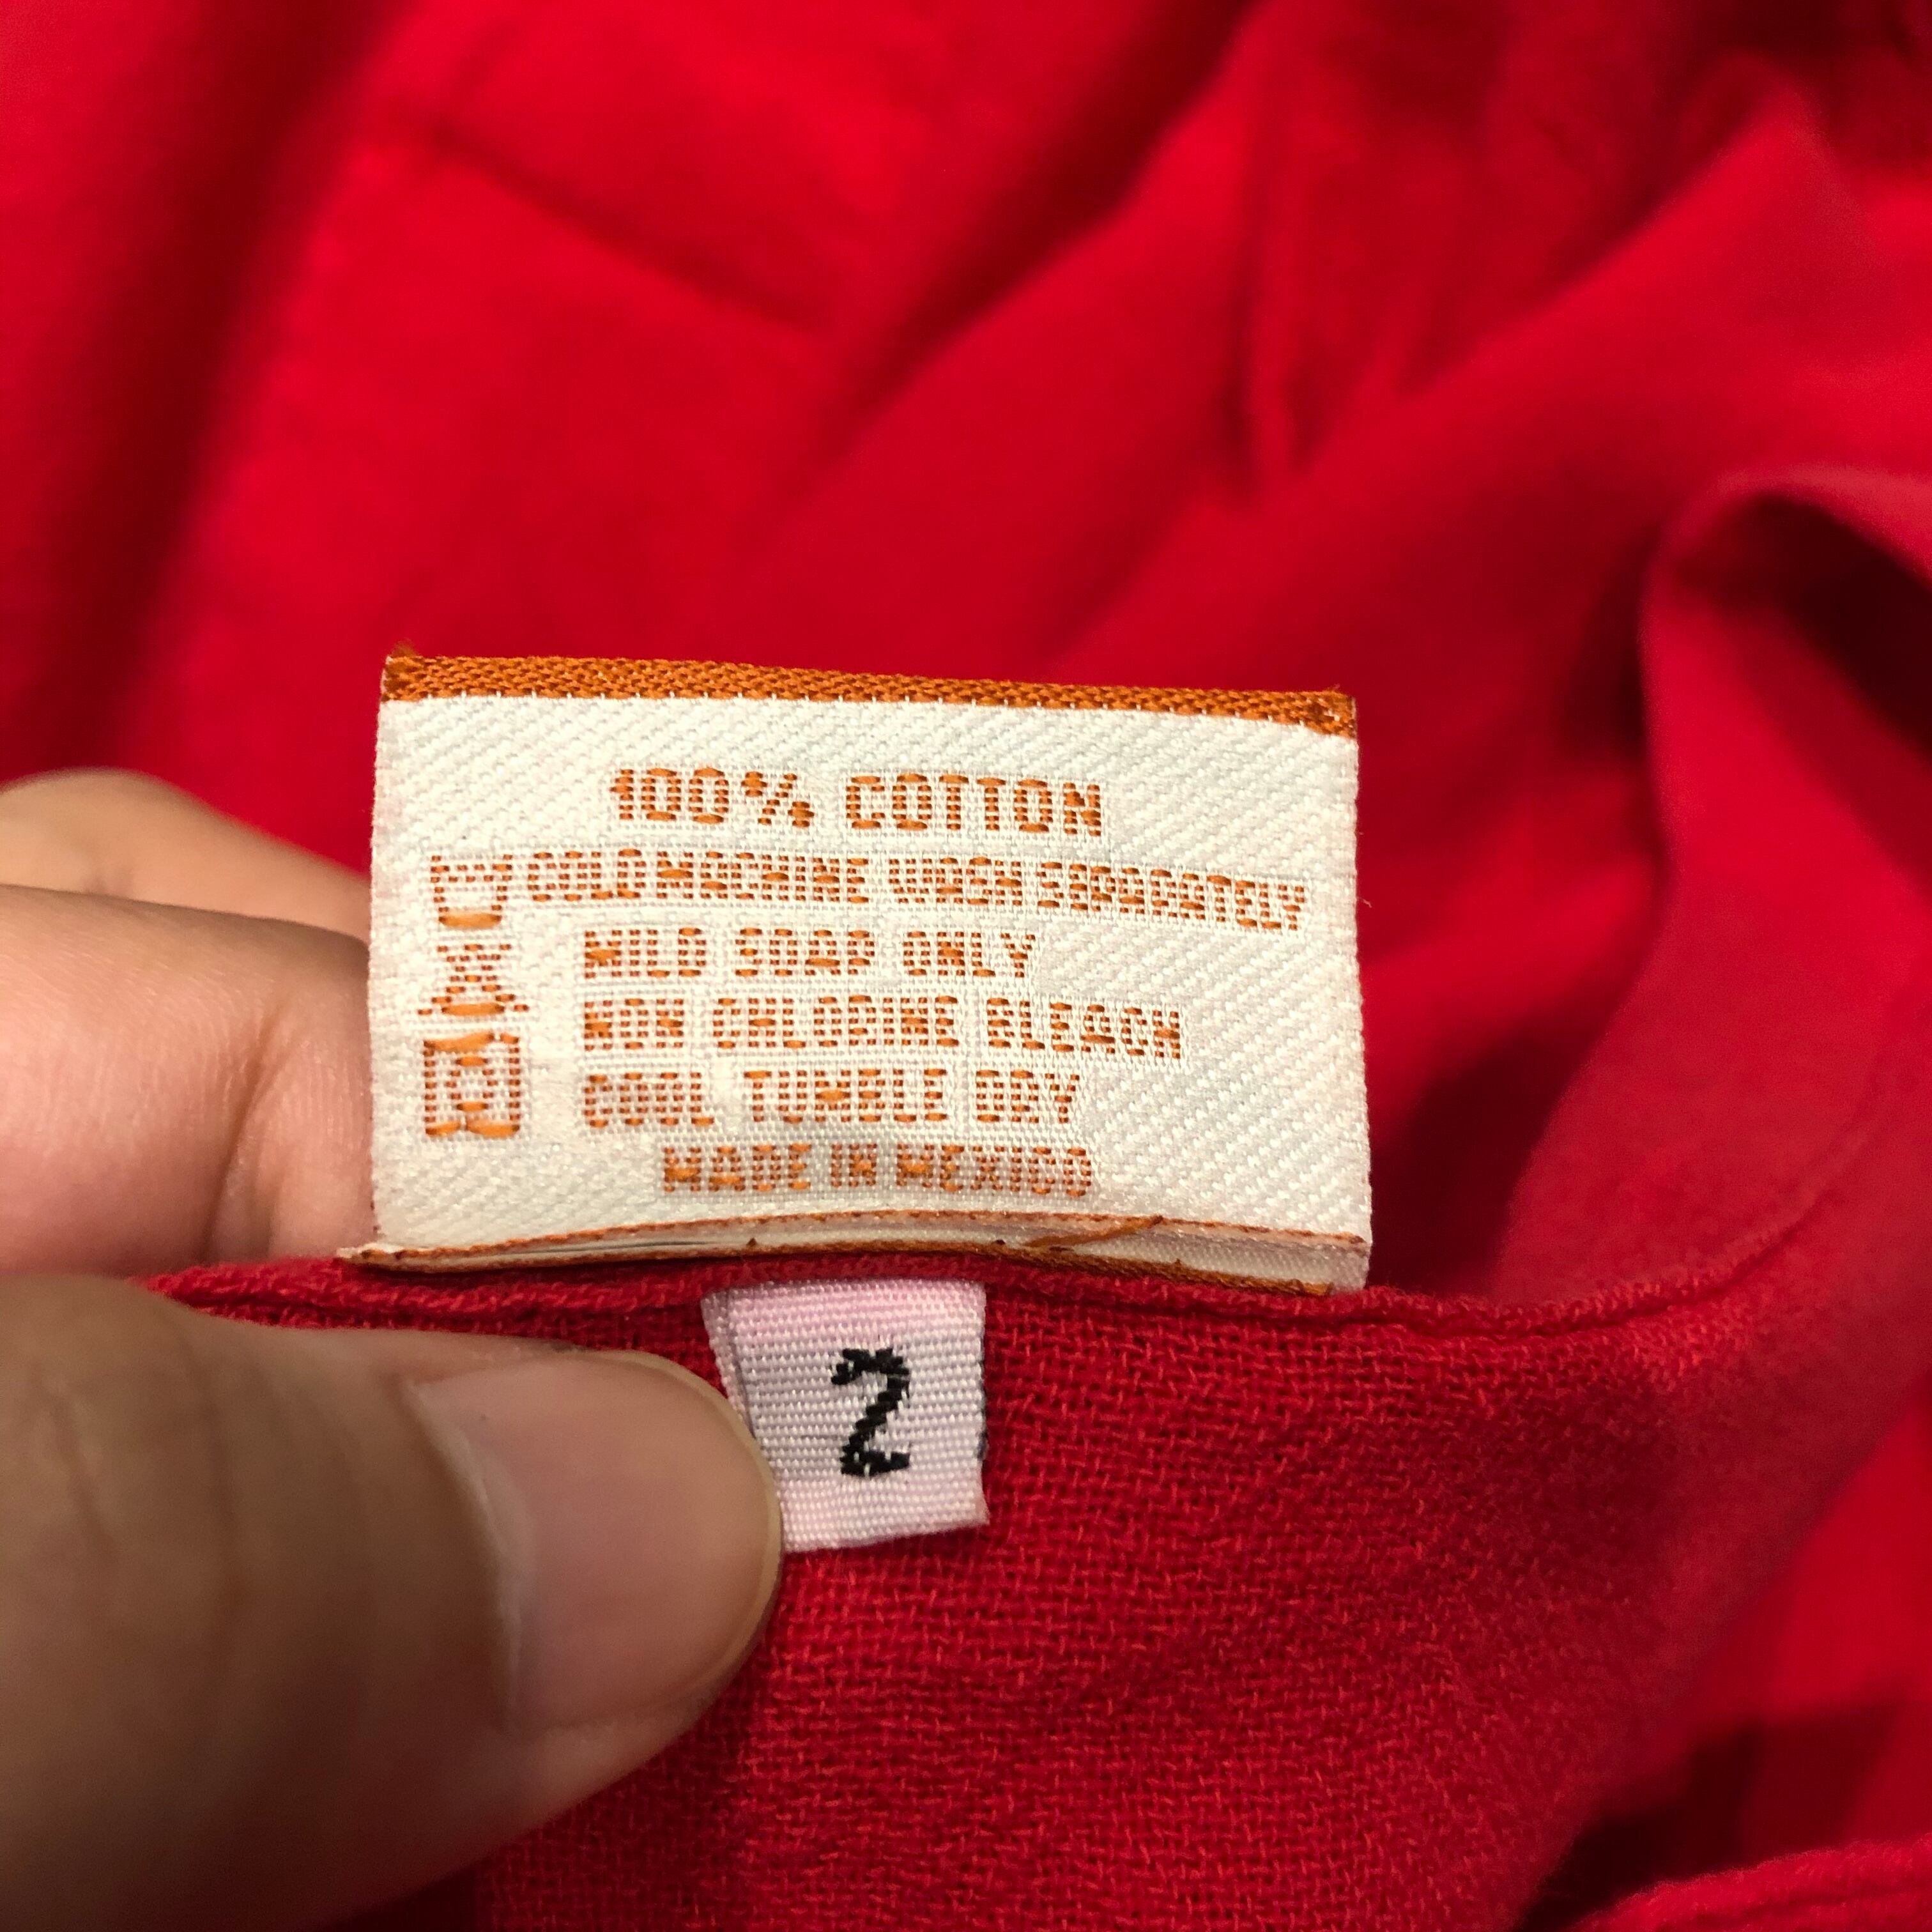 100% COTTON
COLD MACHINE WASH SEPARATELY
MILD SOAP ONLY
NON CHLORINE BLEACH
COOL TUMBLE DRY
MADE IN MEXICO
2